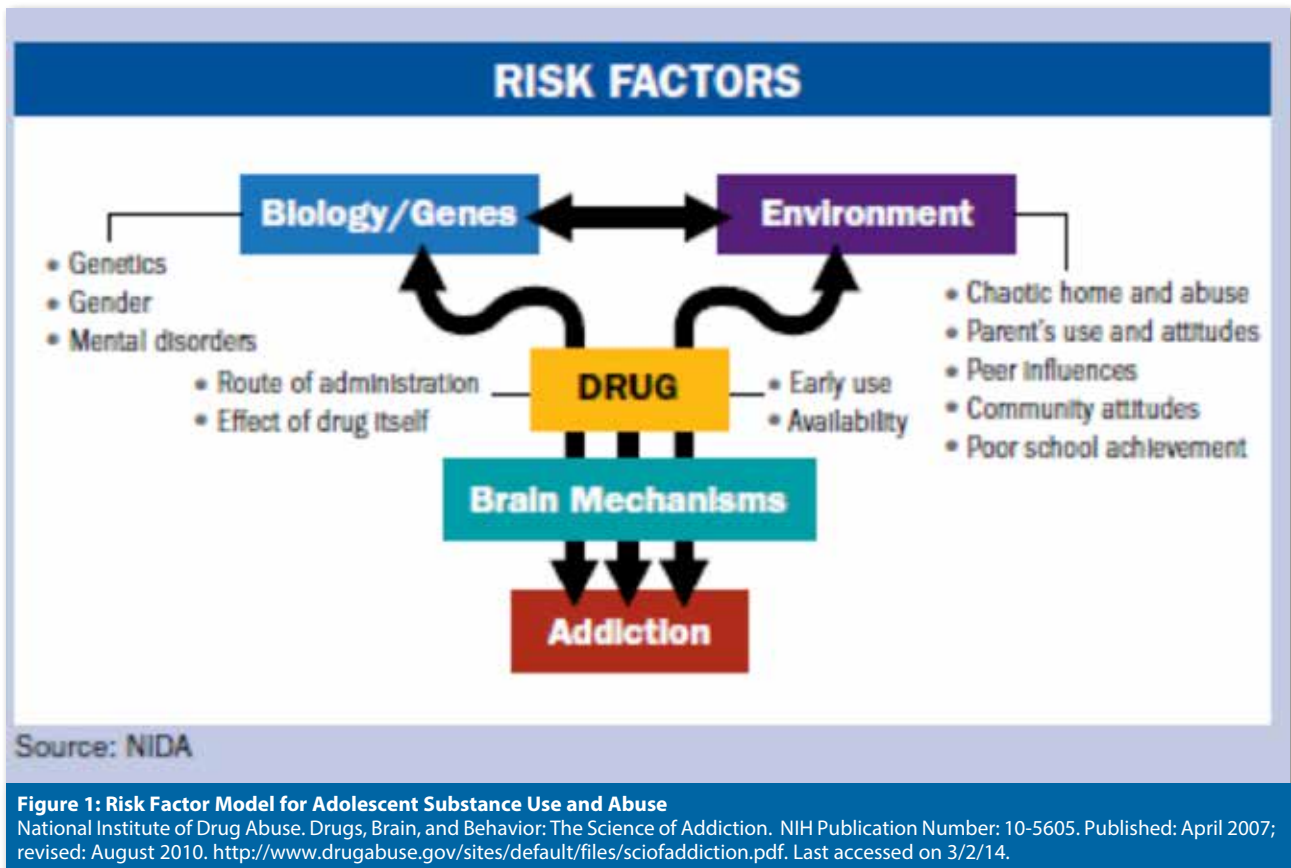 RISK FACTORS
Biology/Genes
Environment
• Genetics
• Gender
• Mental disorders
• Chaotic home and abuse
• Parent's use and attitudes
• Peer influences
• Community attitudes
• Poor school achievement
• Route of administration
• Effect of drug itself
DRUG
• Early use
• Availability
Brain Mechanisms
Addiction
Source: NIDA
Figure 1: Risk Factor Model for Adolescent Substance Use and Abuse
National Institute of Drug Abuse. Drugs, Brain, and Behavior: The Science of Addiction. NIH Publication Number: 10-5605. Published: April 2007;
revised: August 2010. http://www.drugabuse.gov/sites/default/files/sciofaddiction.pdf. Last accessed on 3/2/14.